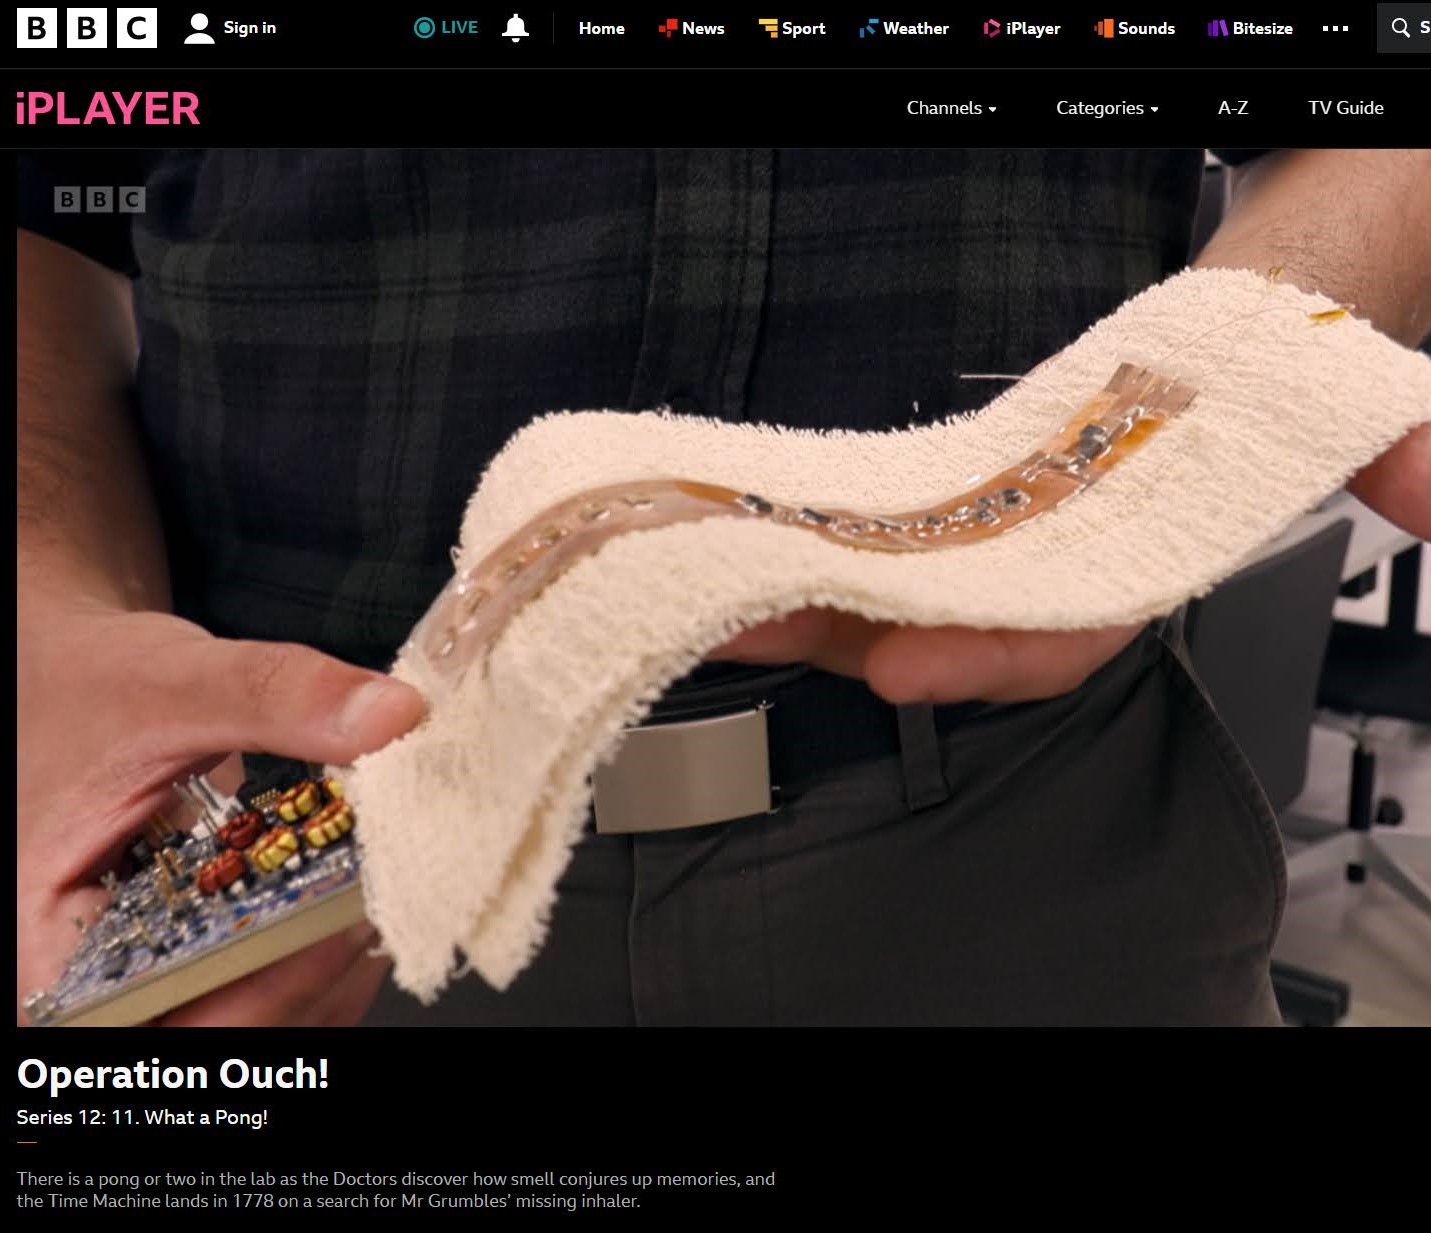 BBC
Sign in
LIVE
Home
News
Sport
Weather
iPlayer
Sounds
Bitesize
S
iPLAYER
Channels
Categories
A-Z
TV Guide
BBC
Operation Ouch!
Series 12: 11. What a Pong!
There is a pong or two in the lab as the Doctors discover how smell conjures up memories, and
the Time Machine lands in 1778 on a search for Mr Grumbles’ missing inhaler.